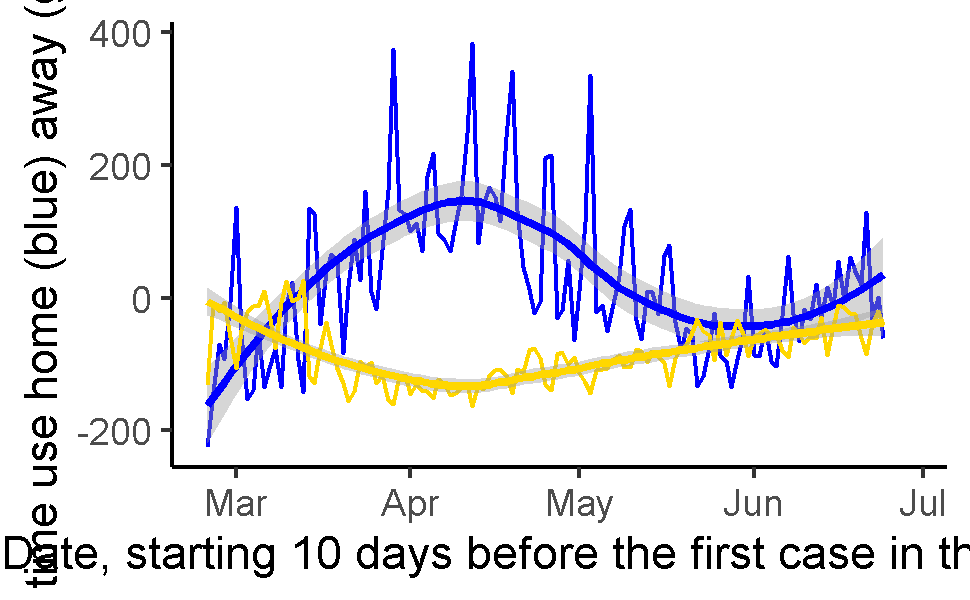 time use home (blue) away (
400
200
0
-200
Mar Apr May Jun Jul
Date, starting 10 days before the first case in th